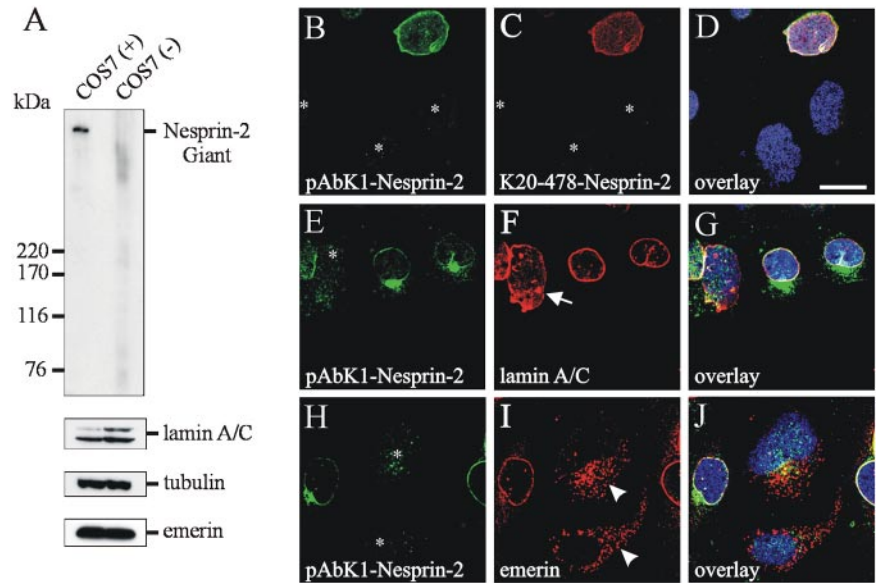 A
COS7 (+)
COS7 (-)
kDa
Nesprin-2
Giant
220
170
116
76
lamin A/C
tubulin
emerin
B
*
*
*
pAbK1-Nesprin-2
C
*
*
*
K20-478-Nesprin-2
D
overlay
E
*
pAbK1-Nesprin-2
F
lamin A/C
G
overlay
H
*
*
pAbK1-Nesprin-2
I
emerin
J
overlay